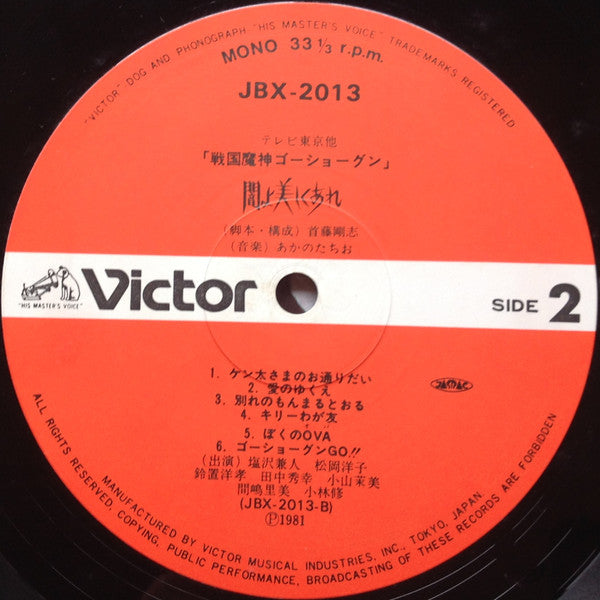 "VICTOR" DOG AND PHONOGRAPH "HIS MASTER'S VOICE" TRADEMARKS REGISTERED
MONO 33 1/3 r.p.m.
JBX-2013
テレビ東京他
「戦国魔神ゴーショーグン」
闇よ美にあれ
(脚本・構成) 首藤剛志
(音楽) あかのたちお
"HIS MASTER'S VOICE"
Victor
SIDE 2
1. ケン太さまのお通りだい
2. 愛のゆくえ
3. 別れのもんまるとおる
4. キリーわが友
5. ぼくのOVA
6. ゴーショーグンGO!!
JASRAC
(出演) 塩沢兼人 松岡洋子
鈴置洋孝 田中秀幸 小山茉美
間嶋里美 小林修
(JBX-2013-B)
Ⓟ1981
ALL RIGHTS RESERVED. COPYING, PUBLIC PERFORMANCE, BROADCASTING OF THESE RECORDS ARE FORBIDDEN
MANUFACTURED BY VICTOR MUSICAL INDUSTRIES, INC., TOKYO, JAPAN.